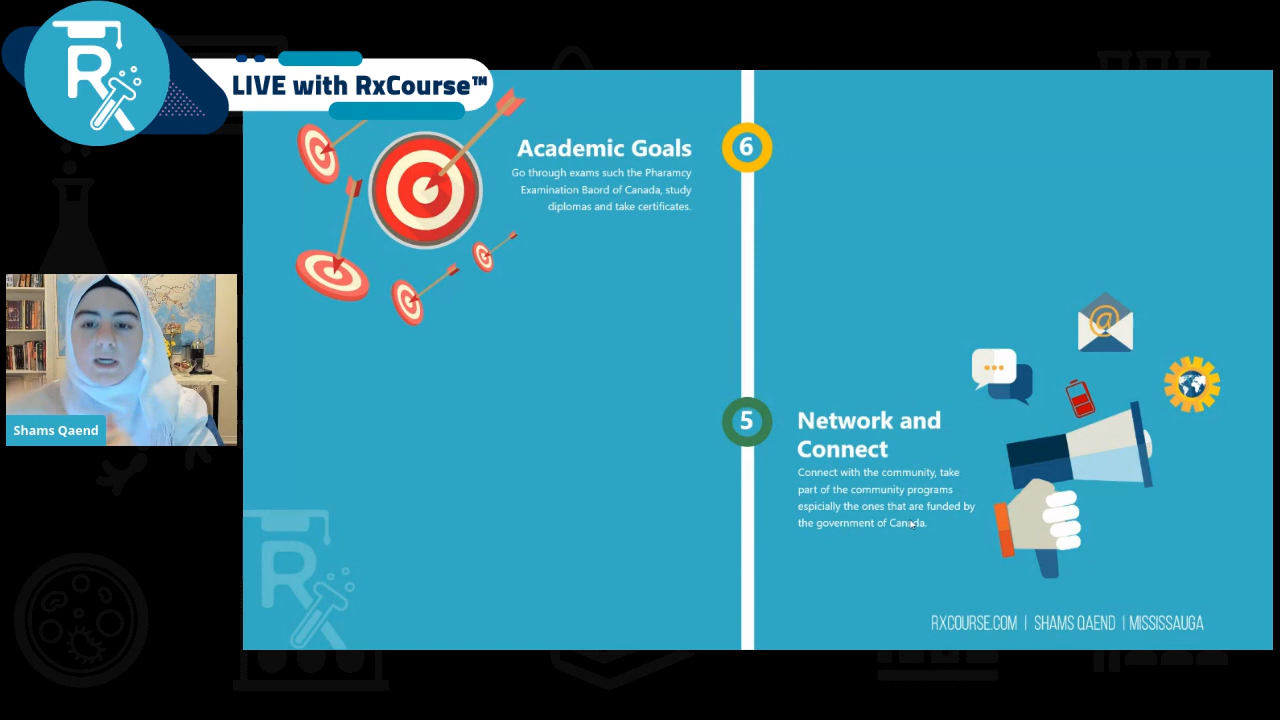 LIVE with RxCourse™
Rx
Academic Goals
6
Go through exams such the Pharamcy
Examination Baord of Canada, study
diplomas and take certificates.
Shams Qaend
5
Network and
Connect
Connect with the community, take
part of the community programs
espicially the ones that are funded by
the government of Canada.
@
Rx
RXCOURSE.COM | SHAMS QAEND | MISSISSAUGA